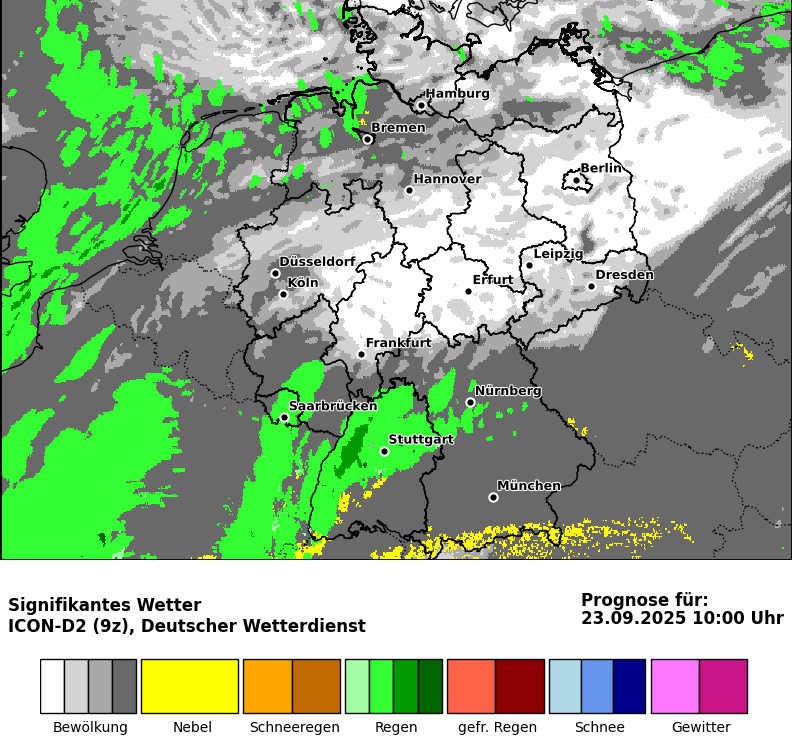 Hamburg
Bremen
Hannover
Berlin
Düsseldorf
Köln
Leipzig
Erfurt
Dresden
Frankfurt
Nürnberg
Saarbrücken
Stuttgart
München
Signifikantes Wetter
ICON-D2 (9z), Deutscher Wetterdienst
Prognose für:
23.09.2025 10:00 Uhr
Bewölkung
Nebel
Schneeregen
Regen
gefr. Regen
Schnee
Gewitter